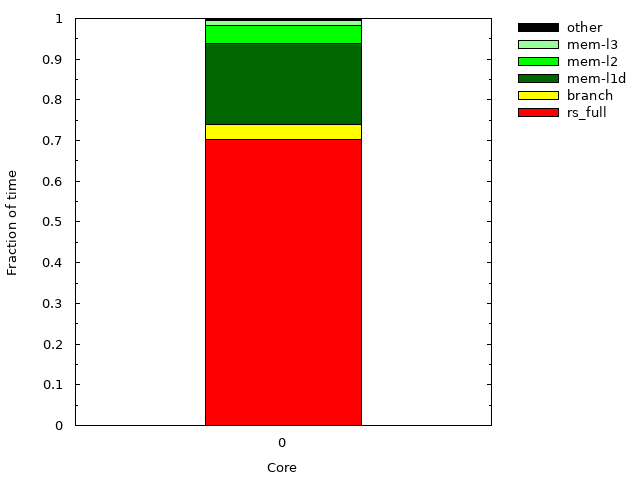 1
0.9
0.8
0.7
0.6
0.5
0.4
0.3
0.2
0.1
0
Fraction of time
0
Core
other
mem-l3
mem-l2
mem-l1d
branch
rs_full